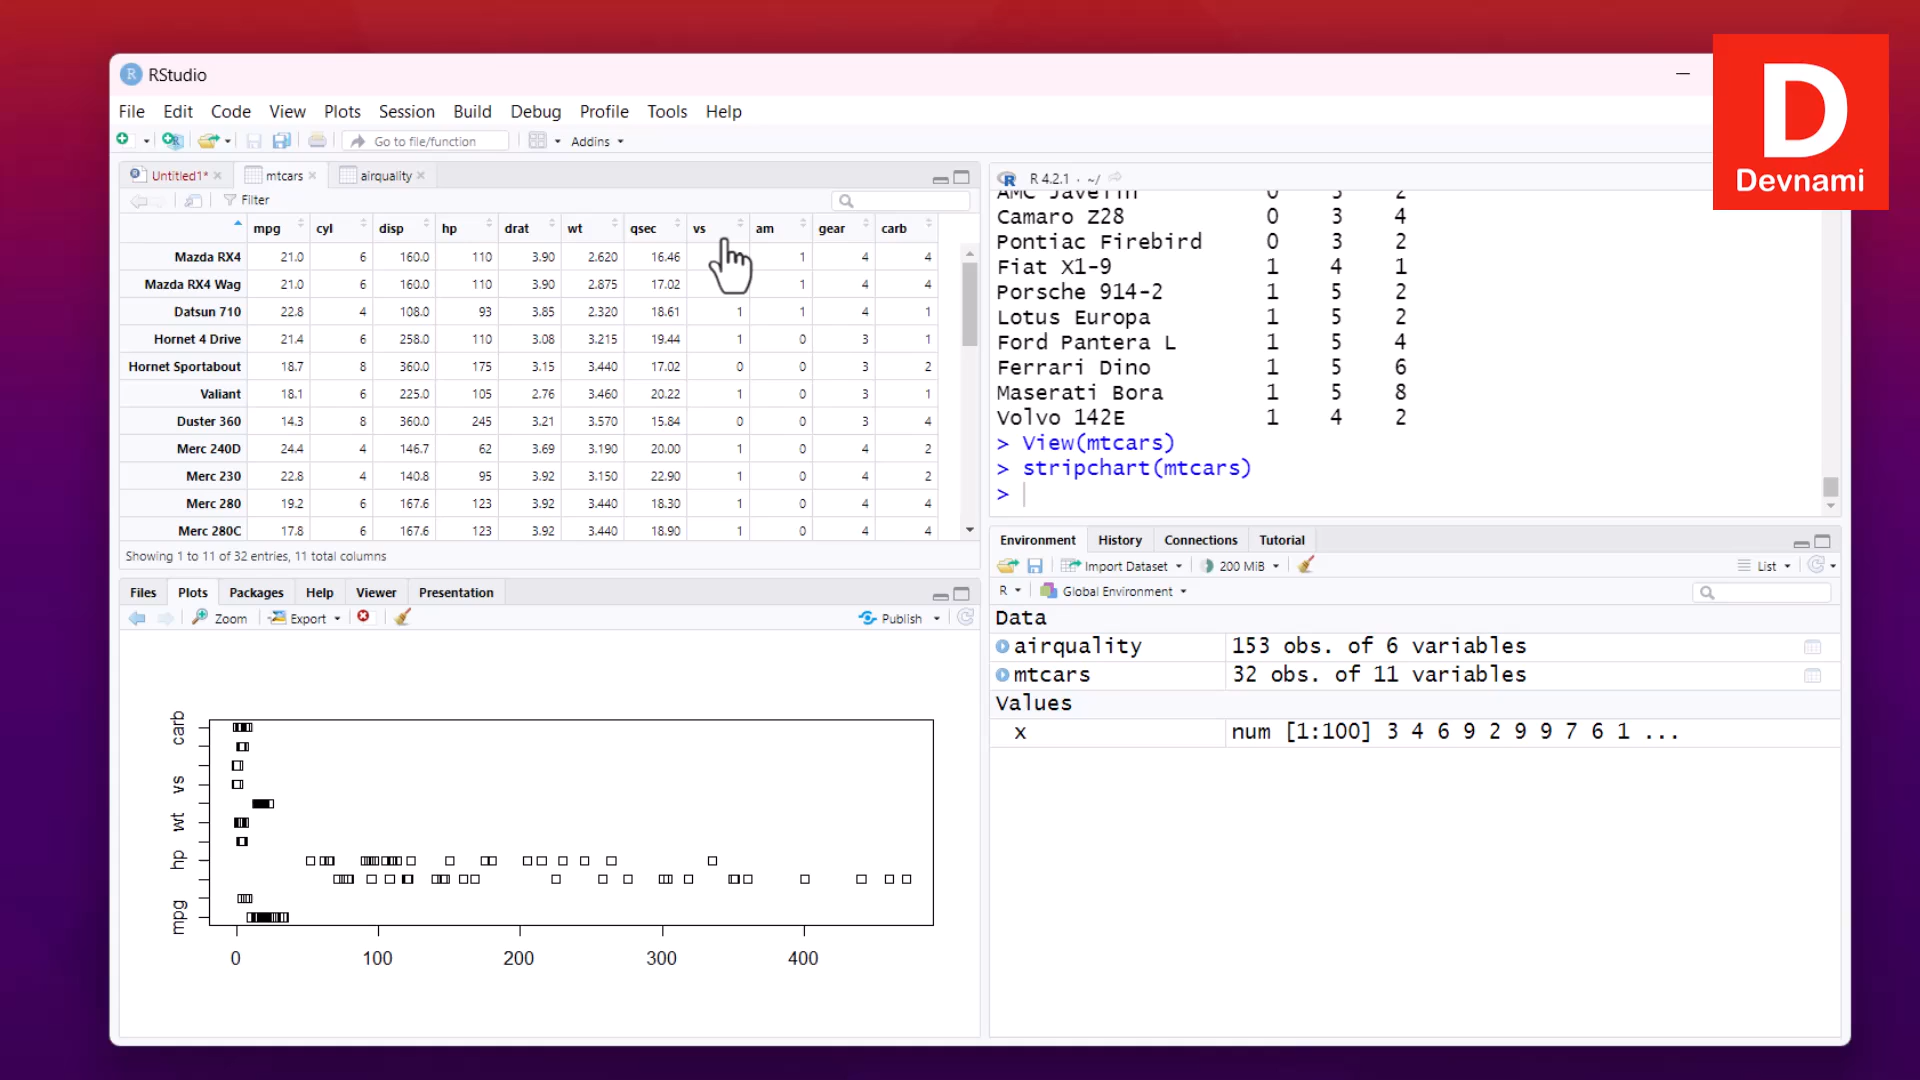 RStudio
D
Devnami
File Edit Code View Plots Session Build Debug Profile Tools Help
Go to file/function Addins
Untitled1* mtcars airquality
Filter
mpg cyl disp hp drat wt qsec vs am gear carb
Mazda RX4 21.0 6 160.0 110 3.90 2.620 16.46 1 4 4
Mazda RX4 Wag 21.0 6 160.0 110 3.90 2.875 17.02 1 4 4
Datsun 710 22.8 4 108.0 93 3.85 2.320 18.61 1 1 4 1
Hornet 4 Drive 21.4 6 258.0 110 3.08 3.215 19.44 1 0 3 1
Hornet Sportabout 18.7 8 360.0 175 3.15 3.440 17.02 0 0 3 2
Valiant 18.1 6 225.0 105 2.76 3.460 20.22 1 0 3 1
Duster 360 14.3 8 360.0 245 3.21 3.570 15.84 0 0 3 4
Merc 240D 24.4 4 146.7 62 3.69 3.190 20.00 1 0 4 2
Merc 230 22.8 4 140.8 95 3.92 3.150 22.90 1 0 4 2
Merc 280 19.2 6 167.6 123 3.92 3.440 18.30 1 0 4 4
Merc 280C 17.8 6 167.6 123 3.92 3.440 18.90 1 0 4 4
Showing 1 to 11 of 32 entries, 11 total columns
R 4.2.1 · ~/
AMC Javelin 0 3 2
Camaro Z28 0 3 4
Pontiac Firebird 0 3 2
Fiat X1-9 1 4 1
Porsche 914-2 1 5 2
Lotus Europa 1 5 2
Ford Pantera L 1 5 4
Ferrari Dino 1 5 6
Maserati Bora 1 5 8
Volvo 142E 1 4 2
> View(mtcars)
> stripchart(mtcars)
>
Files Plots Packages Help Viewer Presentation
Zoom Export Publish
carb
vs
wt
hp
mpg
0 100 200 300 400
Environment History Connections Tutorial
Import Dataset 200 MiB List
R Global Environment
Data
airquality 153 obs. of 6 variables
mtcars 32 obs. of 11 variables
Values
x num [1:100] 3 4 6 9 2 9 9 7 6 1 ...